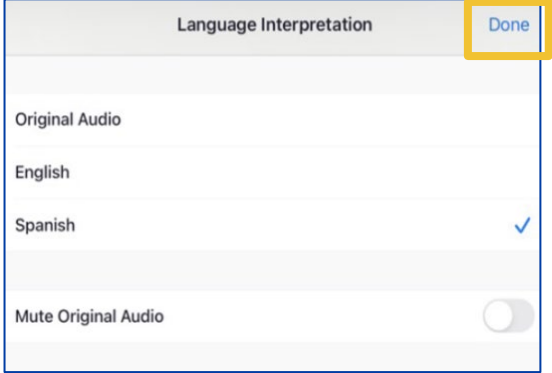 Language Interpretation Done
Original Audio
English
Spanish
Mute Original Audio